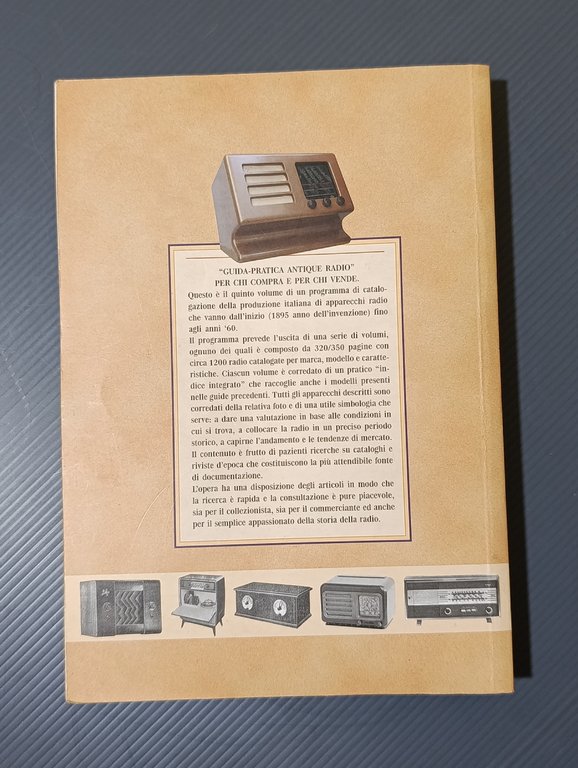 "GUIDA-PRATICA ANTIQUE RADIO"
PER CHI COMPRA E PER CHI VENDE.
Questo è il quinto volume di un programma di catalo-
gazione della produzione italiana di apparecchi radio
che vanno dall'inizio (1895 anno dell'invenzione) fino
agli anni '60.
Il programma prevede l'uscita di una serie di volumi,
ognuno dei quali è composto da 320/350 pagine con
circa 1200 radio catalogate per marca, modello e caratte-
ristiche. Ciascun volume è corredato di un pratico "in-
dice integrato" che raccoglie anche i modelli presenti
nelle guide precedenti. Tutti gli apparecchi descritti sono
corredati della relativa foto e di una utile simbologia che
serve: a dare una valutazione in base alle condizioni in
cui si trova, a collocare la radio in un preciso periodo
storico, a capirne l'andamento e le tendenze di mercato.
Il contenuto è frutto di pazienti ricerche su cataloghi e
riviste d'epoca che costituiscono la più attendibile fonte
di documentazione.
L'opera ha una disposizione degli articoli in modo che
la ricerca è rapida e la consultazione è pure piacevole,
sia per il collezionista, sia per il commerciante ed anche
per il semplice appassionato della storia della radio.